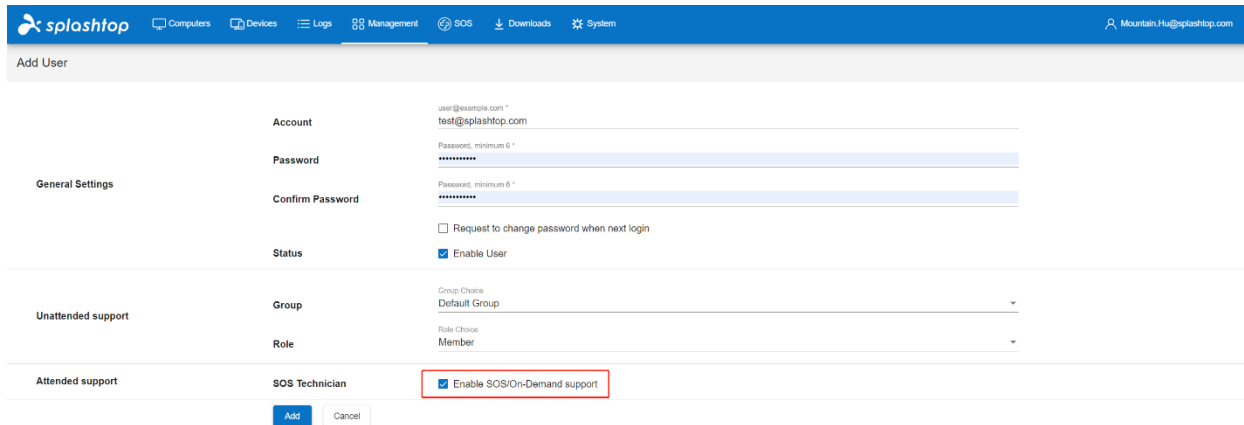 splashtop Computers Devices Logs Management SOS Downloads System Mountain.Hu@splashtop.com
Add User
General Settings
user@example.com *
Account test@splashtop.com
Password, minimum 6 *
Password •••••••••••
Password, minimum 6 *
Confirm Password •••••••••••
Request to change password when next login
Status Enable User
Unattended support
Group Choice
Group Default Group
Role Choice
Role Member
Attended support SOS Technician Enable SOS/On-Demand support
Add Cancel